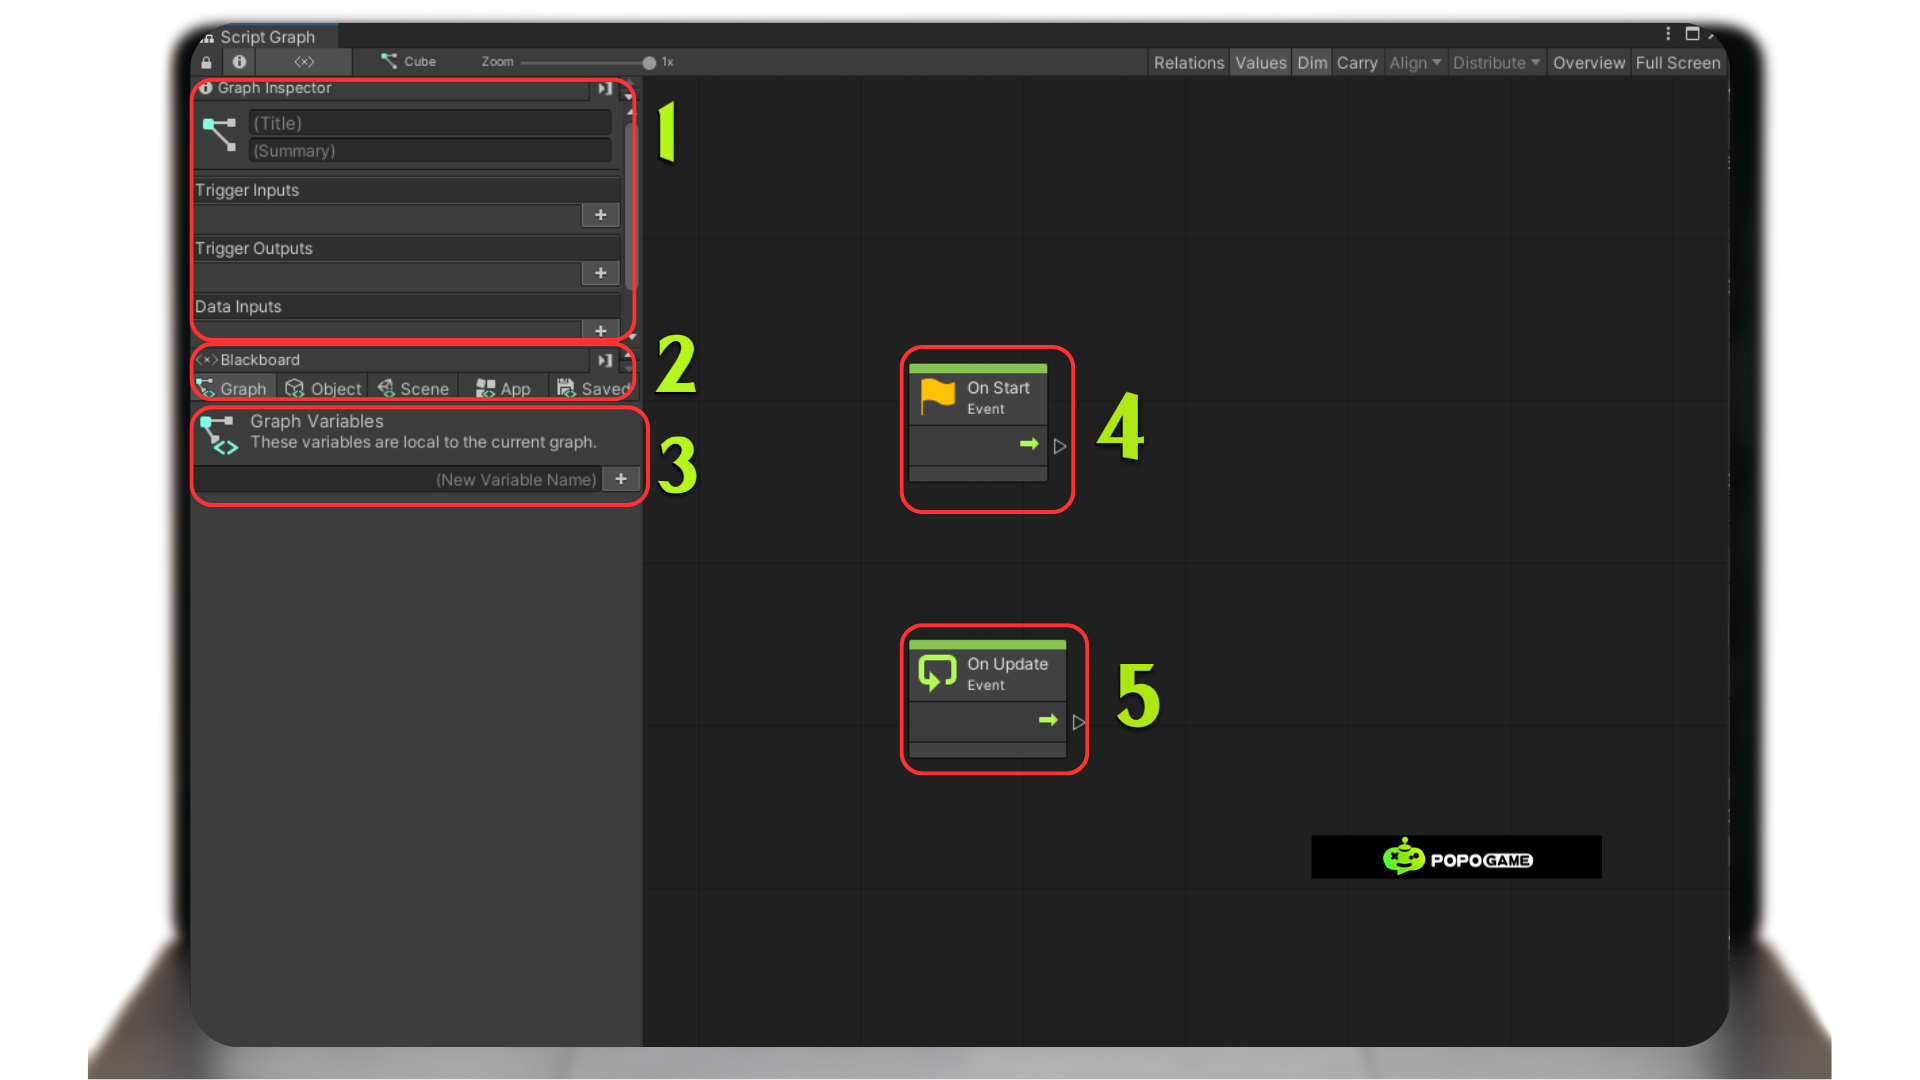 Script Graph
Cube
Zoom
1x
Relations
Values
Dim
Carry
Align
Distribute
Overview
Full Screen
Graph Inspector
(Title)
(Summary)
Trigger Inputs
+
Trigger Outputs
+
Data Inputs
+
1
<×> Blackboard
Graph
Object
Scene
App
Saved
2
Graph Variables
These variables are local to the current graph.
(New Variable Name)
+
3
On Start
Event
4
On Update
Event
5
POPOGAME